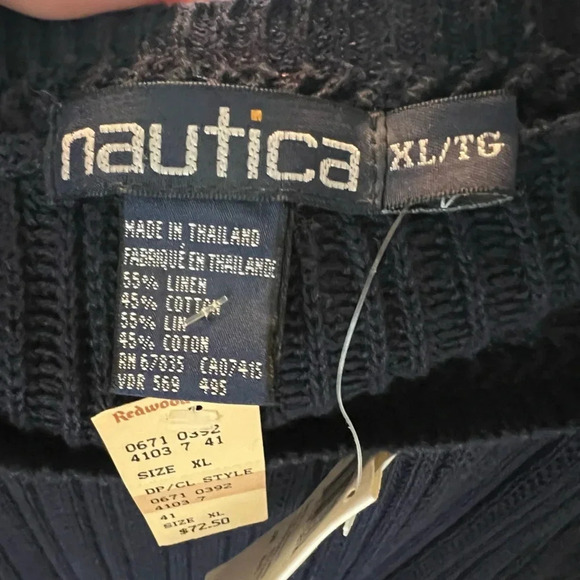 nautica
XL/TG
MADE IN THAILAND
FABRIQUÉ EN THAILANDE
55% LINEN
45% COTTON
55% LIN
45% COTON
RN 67835 CA07415
VDR 569 495
Redwood
0671 0392
4103 7 41
SIZE XL
DP/CL STYLE
0671 0392
4103 7
41
SIZE XL
$72.50